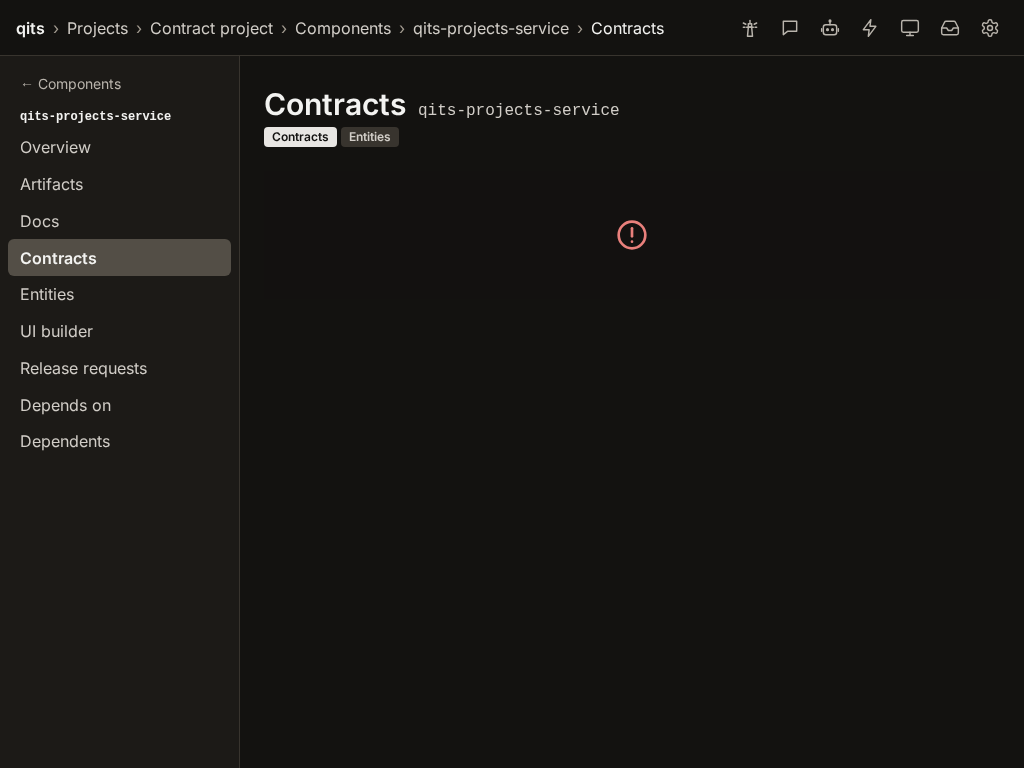 qits › Projects › Contract project › Components › qits-projects-service › Contracts
← Components
qits-projects-service
Overview
Artifacts
Docs
Contracts
Entities
UI builder
Release requests
Depends on
Dependents
Contracts qits-projects-service
Contracts Entities